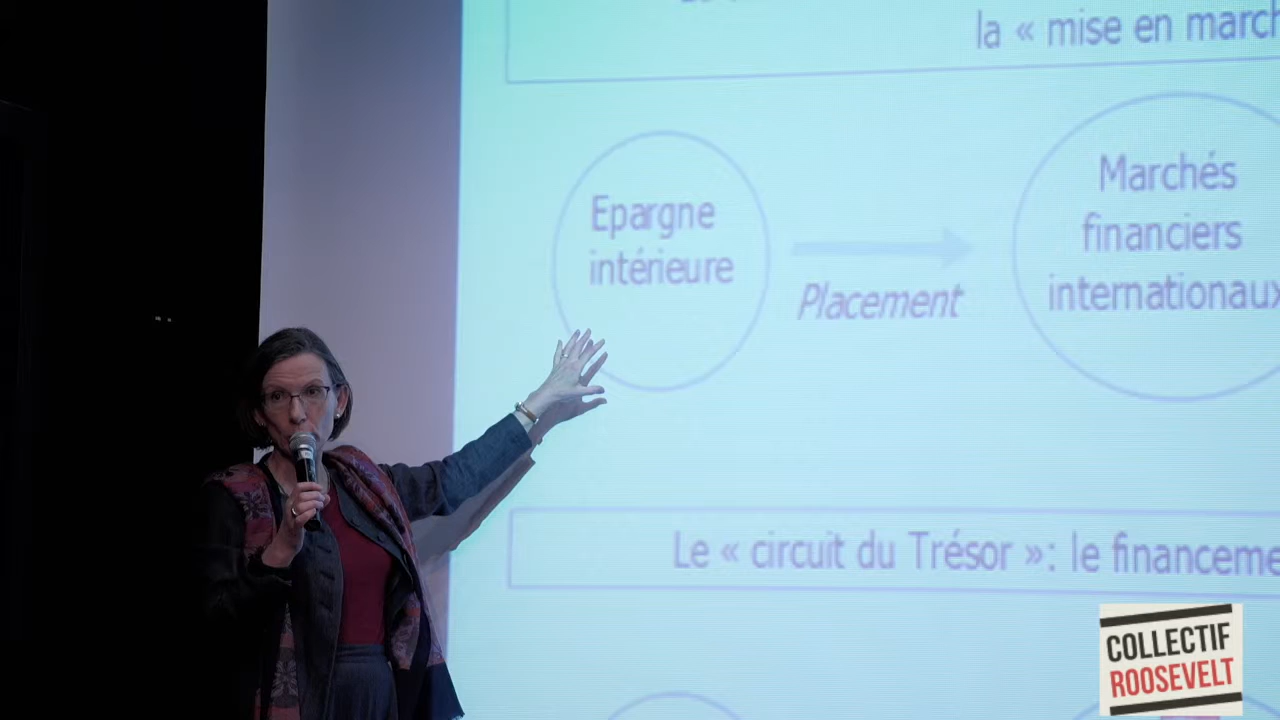 la « mise en march
Epargne
intérieure
Placement
Marchés
financiers
internationaux
Le « circuit du Trésor »: le financeme
COLLECTIF
ROOSEVELT